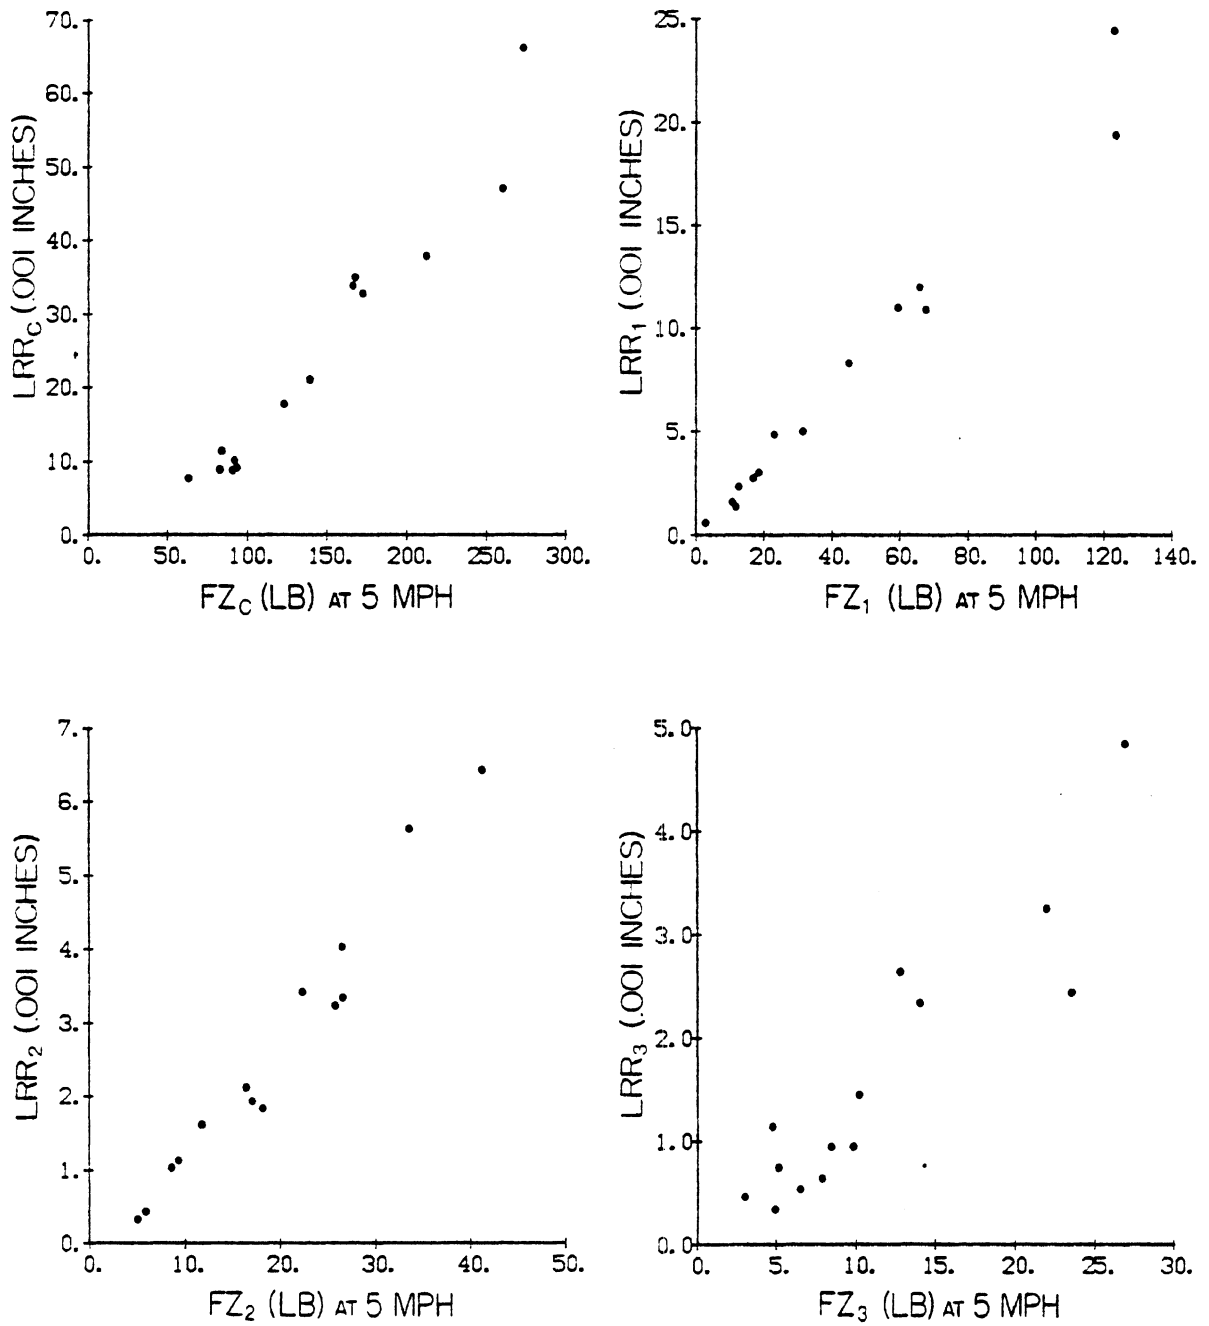 70.
60.
50.
40.
30.
20.
10.
0.
LRR_C (.001 INCHES)
0. 50. 100. 150. 200. 250. 300.
FZ_C (LB) AT 5 MPH
25.
20.
15.
10.
5.
0.
LRR_1 (.001 INCHES)
0. 20. 40. 60. 80. 100. 120. 140.
FZ_1 (LB) AT 5 MPH
7.
6.
5.
4.
3.
2.
1.
0.
LRR_2 (.001 INCHES)
0. 10. 20. 30. 40. 50.
FZ_2 (LB) AT 5 MPH
5.0
4.0
3.0
2.0
1.0
0.0
LRR_3 (.001 INCHES)
0. 5. 10. 15. 20. 25. 30.
FZ_3 (LB) AT 5 MPH